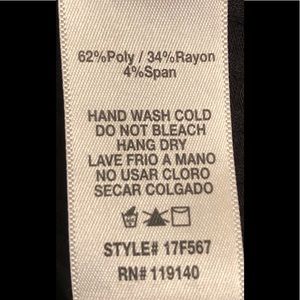 62%Poly / 34%Rayon
4%Span
HAND WASH COLD
DO NOT BLEACH
HANG DRY
LAVE FRIO A MANO
NO USAR CLORO
SECAR COLGADO
STYLE# 17F567
RN# 119140